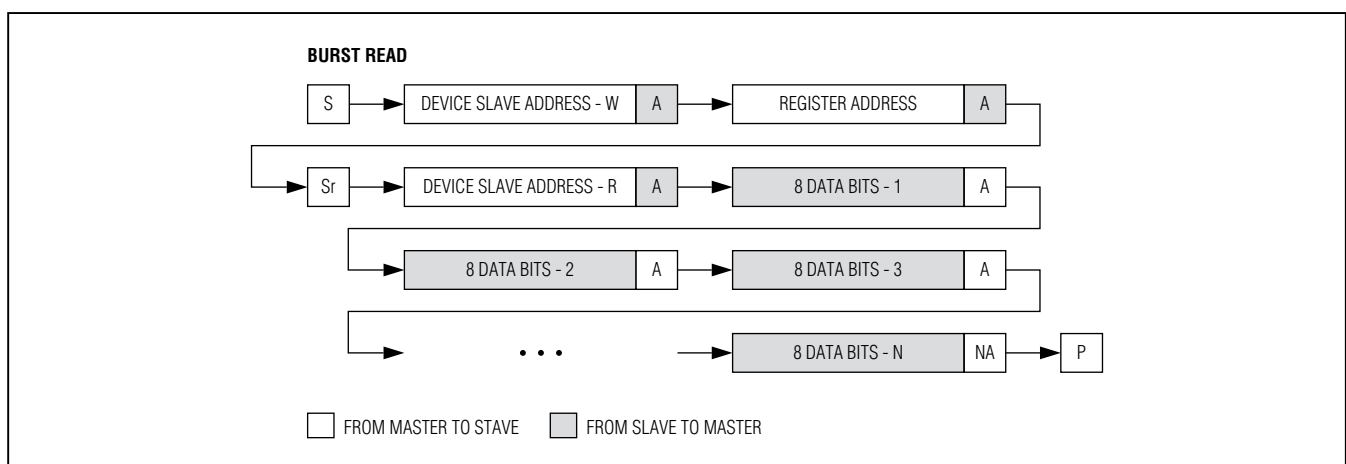 BURST READ
S DEVICE SLAVE ADDRESS - W A REGISTER ADDRESS A
Sr DEVICE SLAVE ADDRESS - R A 8 DATA BITS - 1 A
8 DATA BITS - 2 A 8 DATA BITS - 3 A
• • • 8 DATA BITS - N NA P
FROM MASTER TO STAVE FROM SLAVE TO MASTER